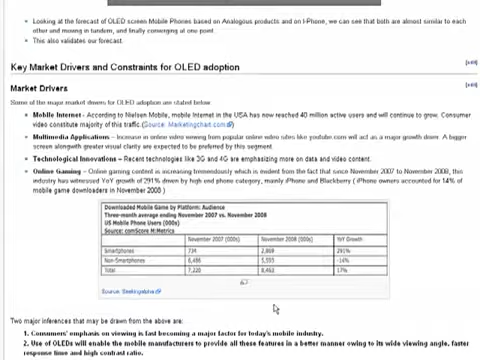 Looking at the forecast of OLED screen Mobile Phones based on Analogous products and on I-Phone, we can see that both are almost similar to each
other and moving in tandem, and finally converging at one point
This also validates our forecast.
Key Market Drivers and Constraints for OLED adoption
[edit]
Market Drivers
[edit]
Some of the major market drivers for OLED adoption are stated below
Mobile Internet - According to Nielsen Mobile, mobile Internet in the USA has now reached 40 million active users and will continue to grow. Consumer
video constitute majority of this traffic (Source: Marketingchart.com)
Multimedia Applications - Increase in online video viewing from popular online video sites like youtube.com will act as a major growth driver. A bigger
screen alongwith greater visual clarity are expected to be preferred by this segment.
Technological Innovations - Recent technologies like 3G and 4G are emphasizing more on data and video content.
Online Gaming - Online gaming content is increasing tremendously which is evident from the fact that since November 2007 to November 2008, this
industry has witnessed YoY growth of 291% driven by high end phone category, mainly iPhone and Blackberry ( iPhone owners accounted for 14% of
mobile game downloaders in November 2008 )
Downloaded Mobile Game by Platform: Audience
Three-month average ending November 2007 vs. November 2008
US Mobile Phone Users (000s)
Source: comScore M:Metrics
November 2007 (000s) November 2008 (000s) YoY Growth
Smartphones 734 2,869 291%
Non-Smartphones 6,486 5,593 -14%
Total 7,220 8,462 17%
Source: Seekingalpha
Two major inferences that may be drawn from the above are:
1. Consumers' emphasis on viewing is fast becoming a major factor for today's mobile industry.
2. Use of OLEDs will enable the mobile manufacturers to provide all these features in a better manner owing to its wide viewing angle, faster
response time and high contrast ratio.